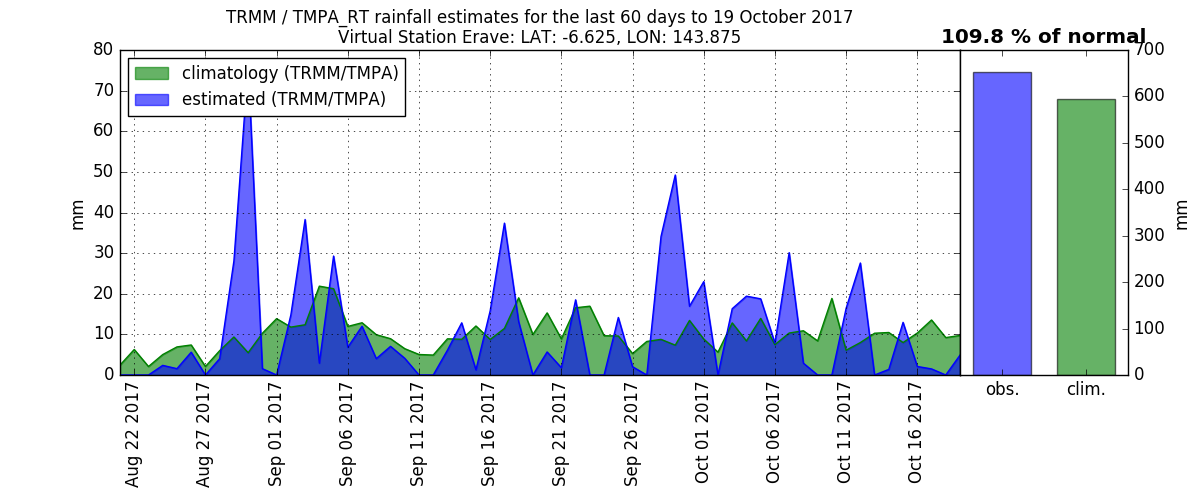 TRMM / TMPA_RT rainfall estimates for the last 60 days to 19 October 2017
Virtual Station Erave: LAT: -6.625, LON: 143.875
109.8 % of normal
climatology (TRMM/TMPA)
estimated (TRMM/TMPA)
80
70
60
50
40
30
20
10
0
mm
Aug 22 2017
Aug 27 2017
Sep 01 2017
Sep 06 2017
Sep 11 2017
Sep 16 2017
Sep 21 2017
Sep 26 2017
Oct 01 2017
Oct 06 2017
Oct 11 2017
Oct 16 2017
obs.
clim.
700
600
500
400
300
200
100
0
mm